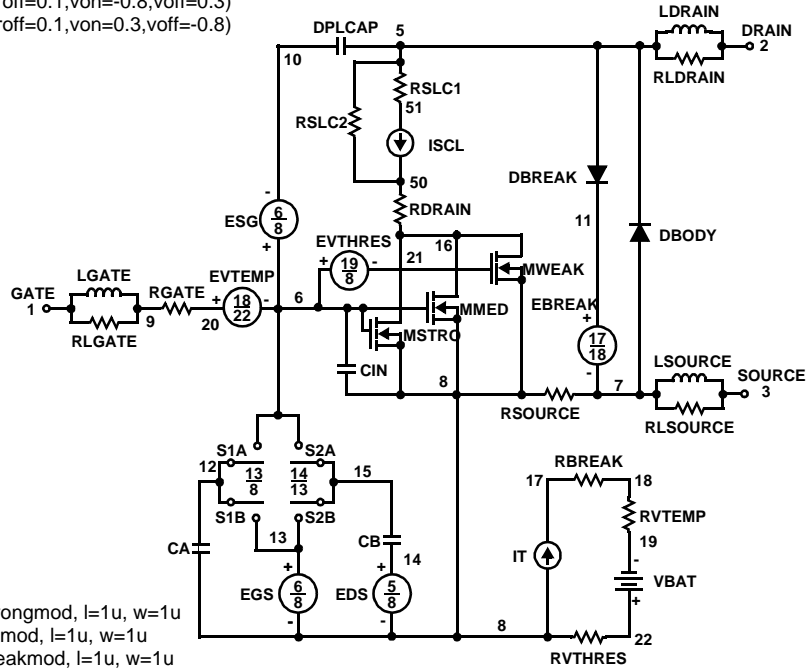 roff=0.1,von=-0.8,voff=0.3)
roff=0.1,von=0.3,voff=-0.8)
LDRAIN
DPLCAP
5
DRAIN
2
10
RLDRAIN
RSLC1
51
RSLC2
ISCL
50
DBREAK
RDRAIN
11
-
ESG
6
8
+
DBODY
EVTHRES
16
21
+
19
8
-
MWEAK
LGATE
EVTEMP
GATE
1
RGATE
+
18
22
-
6
EBREAK
+
MMED
9
20
RLGATE
MSTRO
17
18
-
LSOURCE
CIN
8
7
SOURCE
3
RSOURCE
RLSOURCE
S1A
S2A
12
13
8
14
13
15
RBREAK
17
18
S1B
S2B
RVTEMP
13
CB
19
CA
14
IT
-
+
+
VBAT
EGS
6
8
EDS
5
8
+
-
-
8
22
RVTHRES
rongmod, l=1u, w=1u
mod, l=1u, w=1u
eakmod, l=1u, w=1u